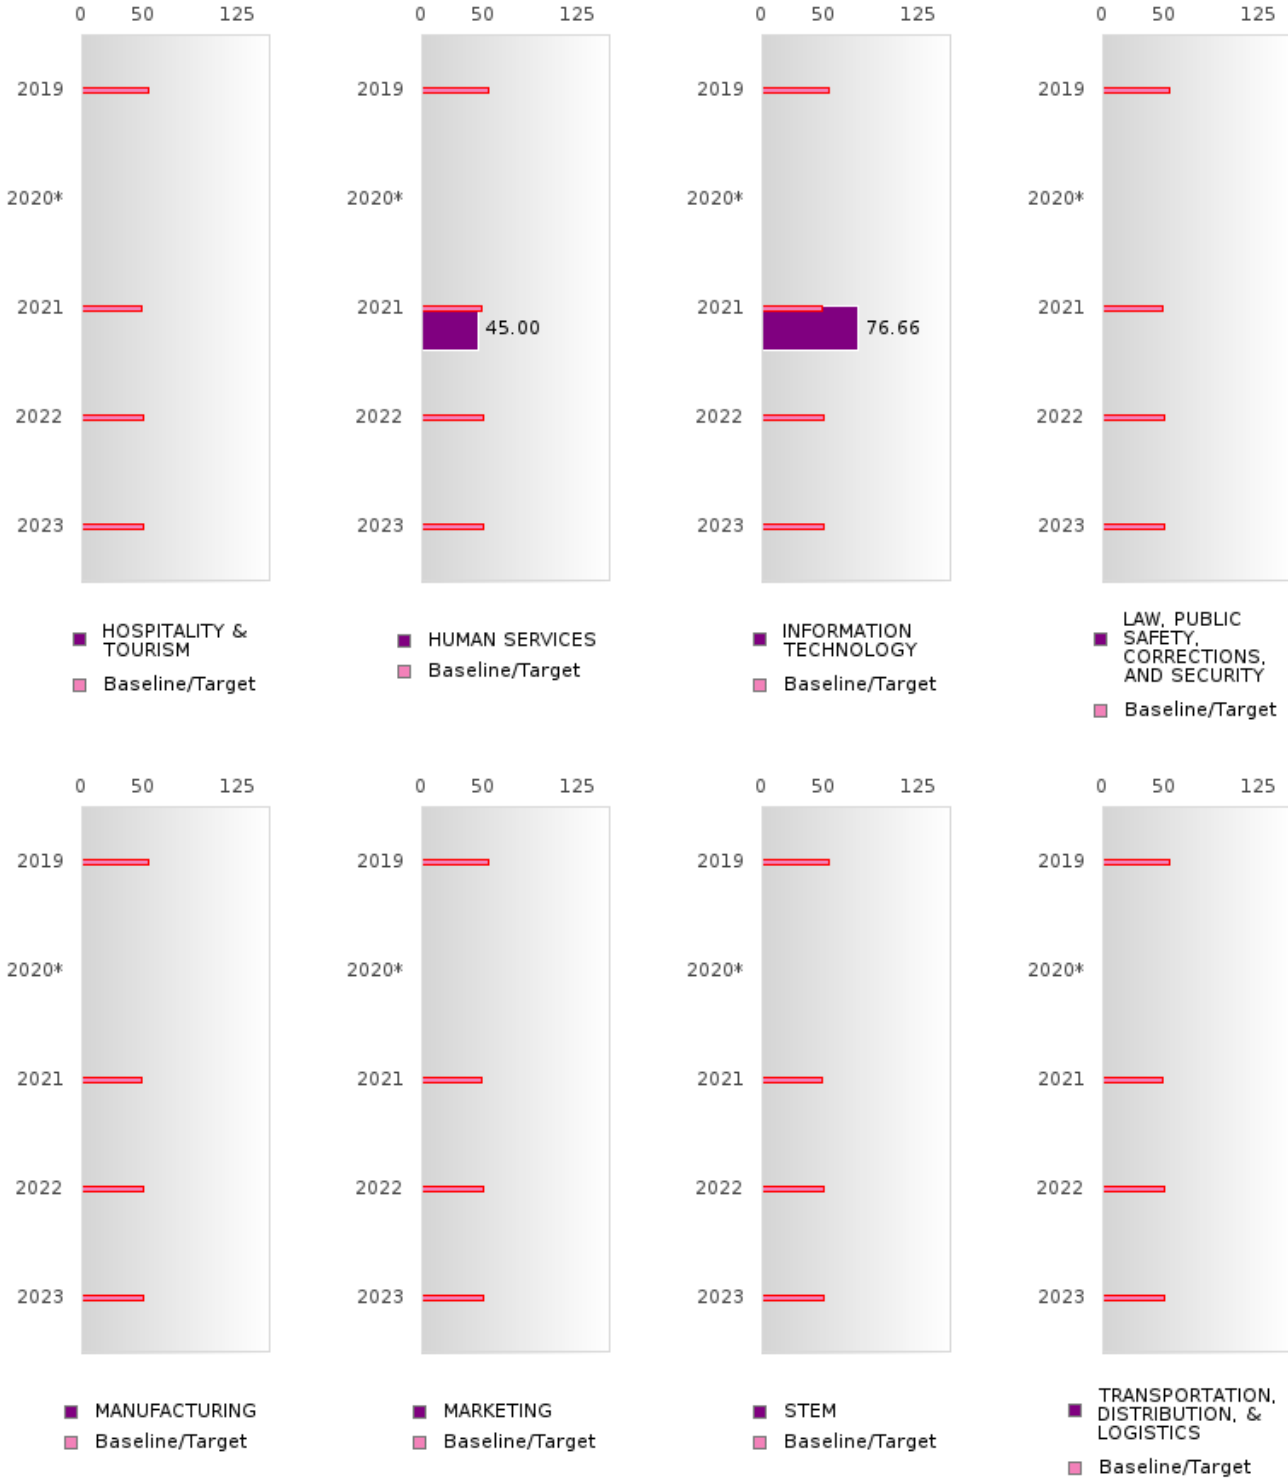 0 50 125
2019
2020*
2021
2022
2023
HOSPITALITY &
TOURISM
Baseline/Target
0 50 125
2019
2020*
2021
45.00
2022
2023
HUMAN SERVICES
Baseline/Target
0 50 125
2019
2020*
2021
76.66
2022
2023
INFORMATION
TECHNOLOGY
Baseline/Target
0 50 125
2019
2020*
2021
2022
2023
LAW, PUBLIC
SAFETY,
CORRECTIONS,
AND SECURITY
Baseline/Target
0 50 125
2019
2020*
2021
2022
2023
MANUFACTURING
Baseline/Target
0 50 125
2019
2020*
2021
2022
2023
MARKETING
Baseline/Target
0 50 125
2019
2020*
2021
2022
2023
STEM
Baseline/Target
0 50 125
2019
2020*
2021
2022
2023
TRANSPORTATION,
DISTRIBUTION, &
LOGISTICS
Baseline/Target